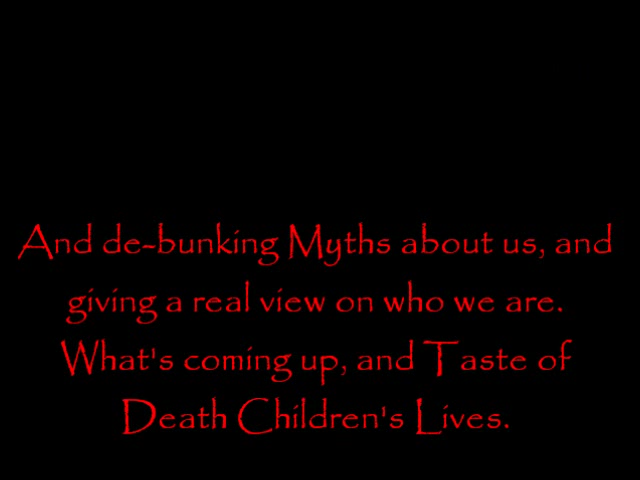 And de-bunking Myths about us, and
giving a real view on who we are.
What's coming up, and Taste of
Death Children's Lives.